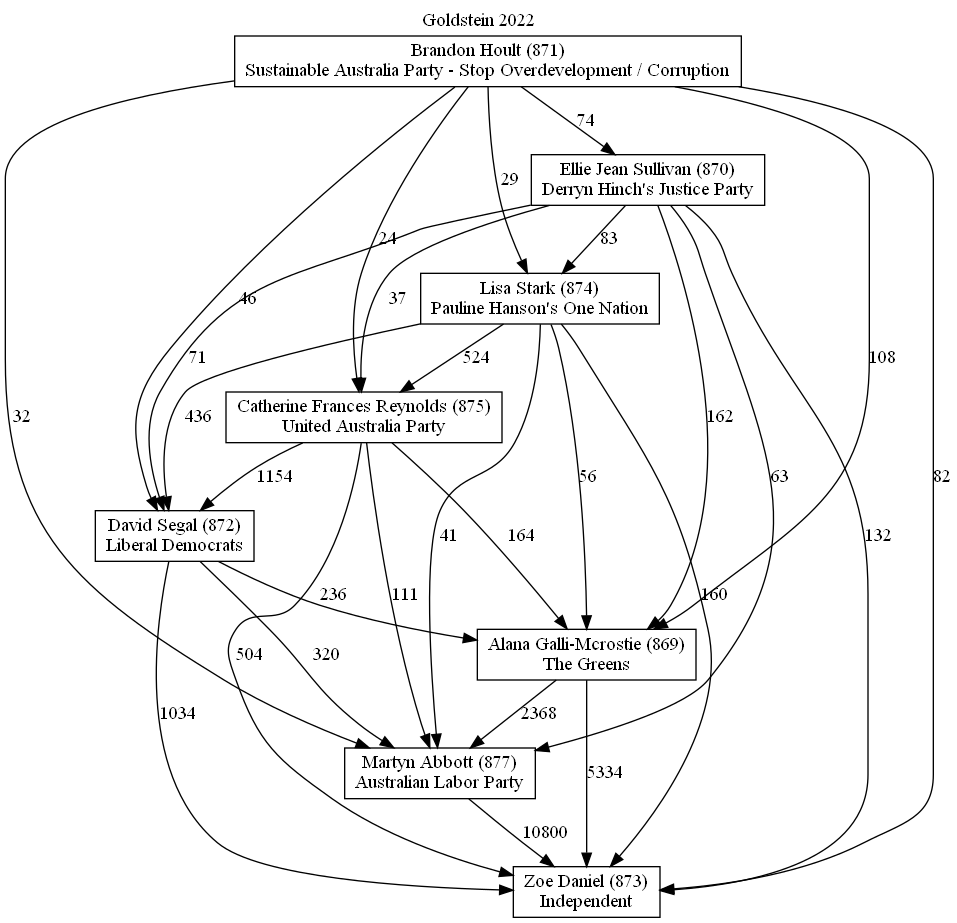 Goldstein 2022
Brandon Hoult (871)
Sustainable Australia Party - Stop Overdevelopment / Corruption
74
Ellie Jean Sullivan (870)
Derryn Hinch's Justice Party
29
24
83
Lisa Stark (874)
Pauline Hanson's One Nation
46
37
71
524
108
Catherine Frances Reynolds (875)
United Australia Party
32
436
162
1154
56
63
82
David Segal (872)
Liberal Democrats
41
164
132
236
111
160
Alana Galli-Mcrostie (869)
The Greens
504
320
1034
2368
Martyn Abbott (877)
Australian Labor Party
5334
10800
Zoe Daniel (873)
Independent